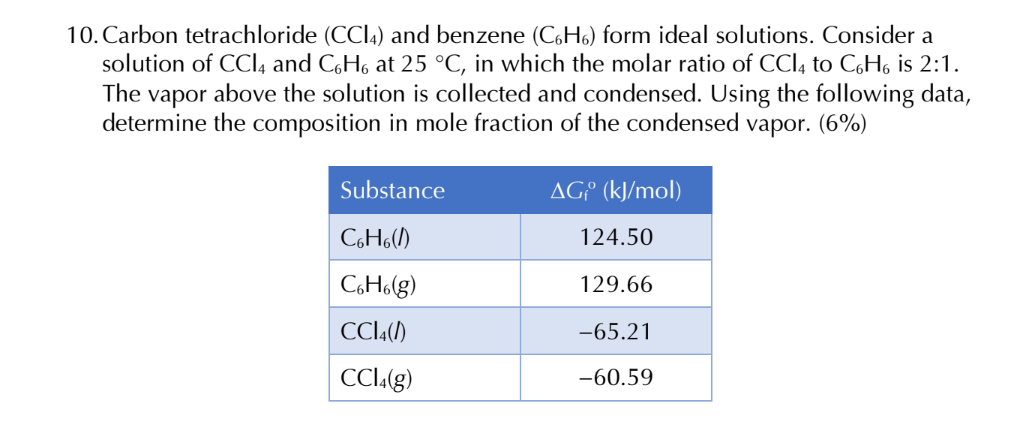 10. Carbon tetrachloride (CCl₄) and benzene (C₆H₆) form ideal solutions. Consider a
solution of CCl₄ and C₆H₆ at 25 °C, in which the molar ratio of CCl₄ to C₆H₆ is 2:1.
The vapor above the solution is collected and condensed. Using the following data,
determine the composition in mole fraction of the condensed vapor. (6%)
Substance ΔGf° (kJ/mol)
C₆H₆(l) 124.50
C₆H₆(g) 129.66
CCl₄(l) –65.21
CCl₄(g) –60.59